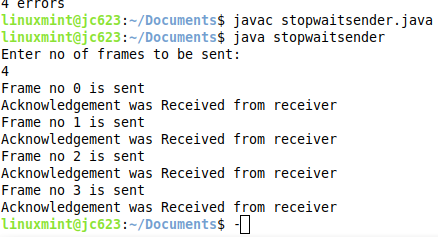 4 errors
linuxmint@jc623:~/Documents$ javac stopwaitsender.java
linuxmint@jc623:~/Documents$ java stopwaitsender
Enter no of frames to be sent:
4
Frame no 0 is sent
Acknowledgement was Received from receiver
Frame no 1 is sent
Acknowledgement was Received from receiver
Frame no 2 is sent
Acknowledgement was Received from receiver
Frame no 3 is sent
Acknowledgement was Received from receiver
linuxmint@jc623:~/Documents$ -